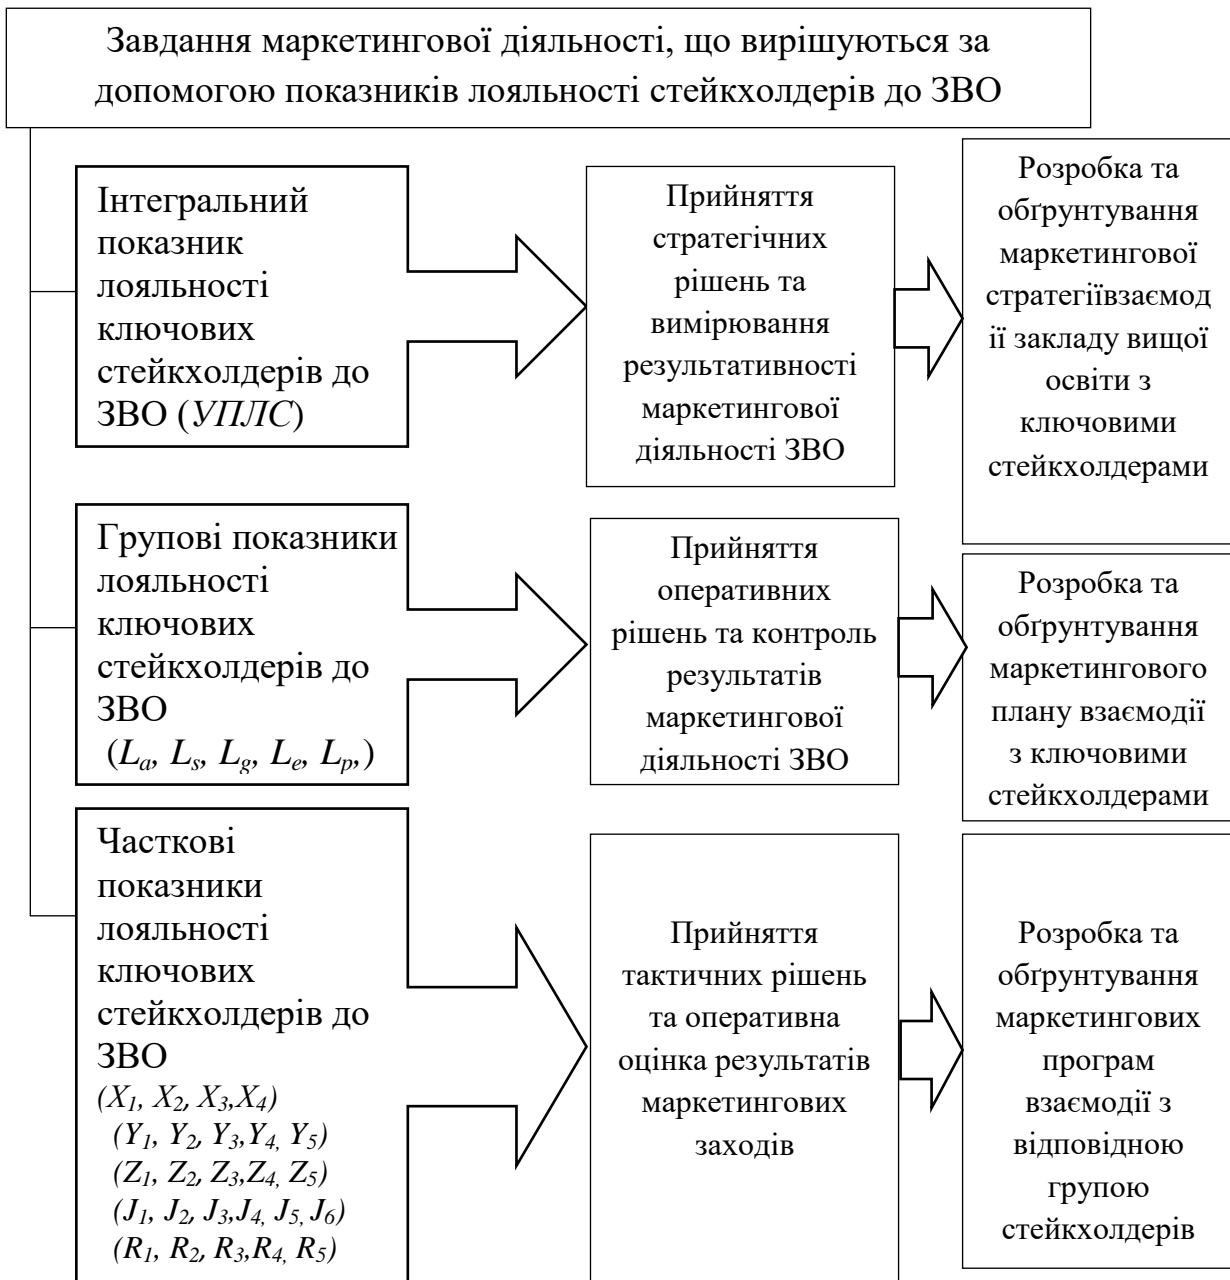 Завдання маркетингової діяльності, що вирішуються за
допомогою показників лояльності стейкхолдерів до ЗВО
Інтегральний
показник
лояльності
ключових
стейкхолдерів до
ЗВО (УПЛС)
Прийняття
стратегічних
рішень та
вимірювання
результативності
маркетингової
діяльності ЗВО
Розробка та
обґрунтування
маркетингової
стратегіївзаємод
ії закладу вищої
освіти з
ключовими
стейкхолдерами
Групові показники
лояльності
ключових
стейкхолдерів до
ЗВО
(Lₐ, Lₛ, L_g, Lₑ, Lₚ,)
Прийняття
оперативних
рішень та контроль
результатів
маркетингової
діяльності ЗВО
Розробка та
обґрунтування
маркетингового
плану взаємодії
з ключовими
стейкхолдерами
Часткові
показники
лояльності
ключових
стейкхолдерів до
ЗВО
(X₁, X₂, X₃,X₄)
(Y₁, Y₂, Y₃,Y₄, Y₅)
(Z₁, Z₂, Z₃,Z₄, Z₅)
(J₁, J₂, J₃,J₄, J₅, J₆)
(R₁, R₂, R₃,R₄, R₅)
Прийняття
тактичних рішень
та оперативна
оцінка результатів
маркетингових
заходів
Розробка та
обґрунтування
маркетингових
програм
взаємодії з
відповідною
групою
стейкхолдерів